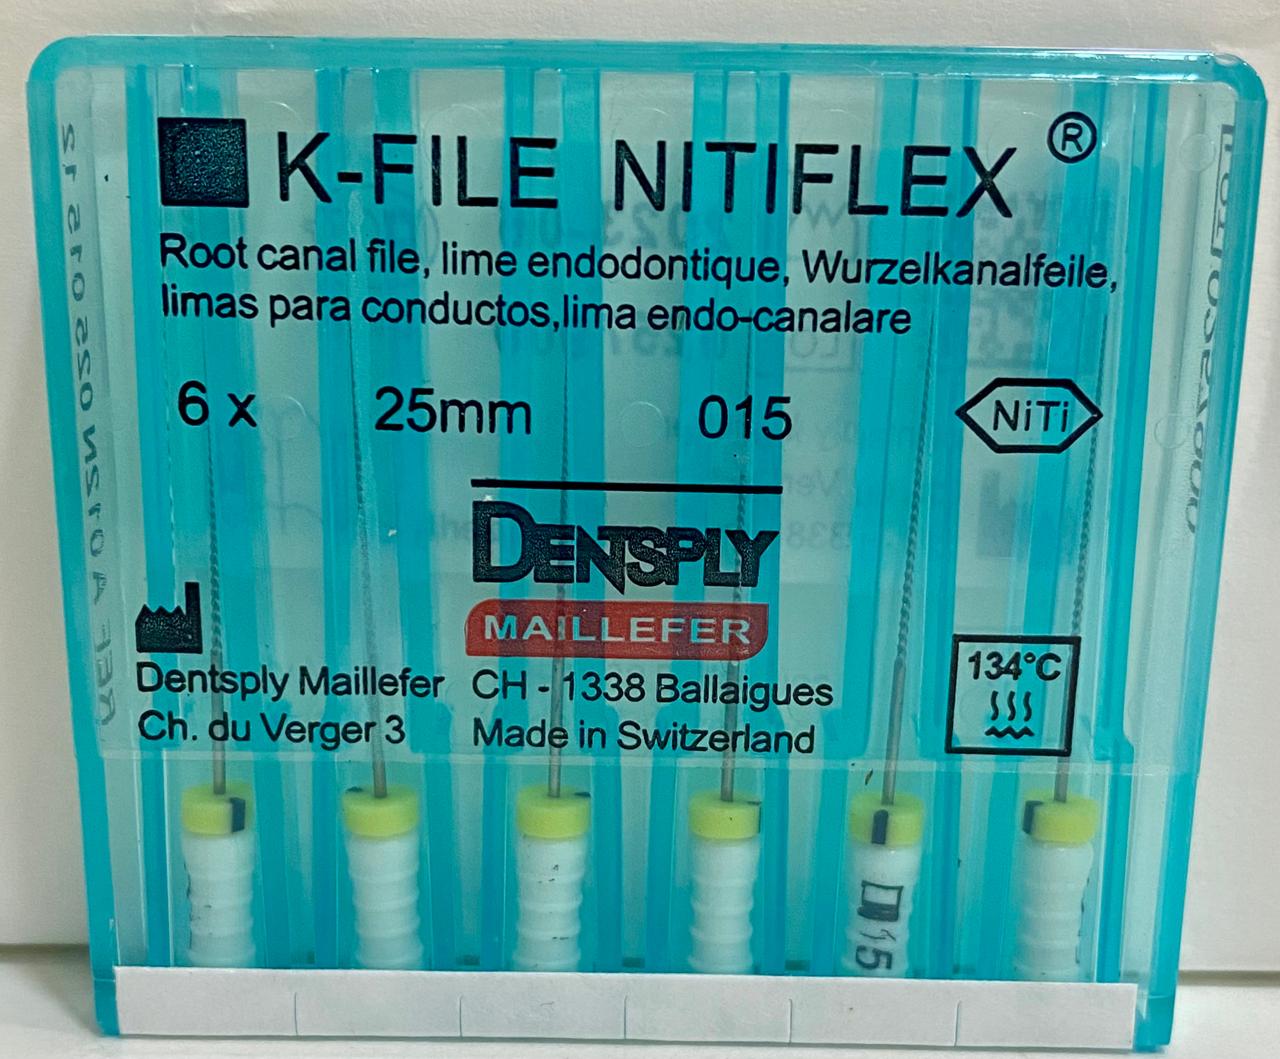 K-FILE NITIFLEX ®
Root canal file, lime endodontique, Wurzelkanalfeile,
limas para conductos,lima endo-canalare
6 x 25mm 015 NiTi
DENTSPLY
MAILLEFER
Dentsply Maillefer CH - 1338 Ballaigues
Ch. du Verger 3 Made in Switzerland
134°C
15